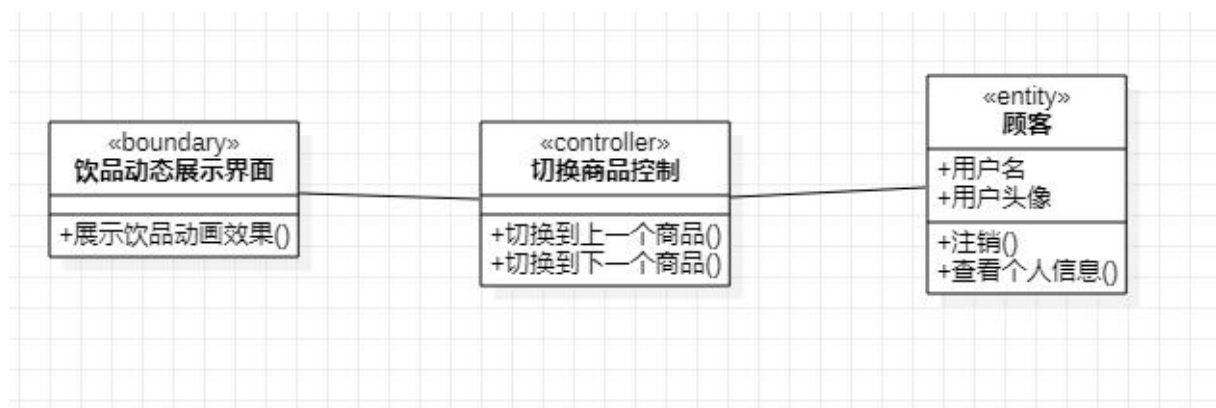 «boundary»
饮品动态展示界面
+展示饮品动画效果()
«controller»
切换商品控制
+切换到上一个商品()
+切换到下一个商品()
«entity»
顾客
+用户名
+用户头像
+注销()
+查看个人信息()